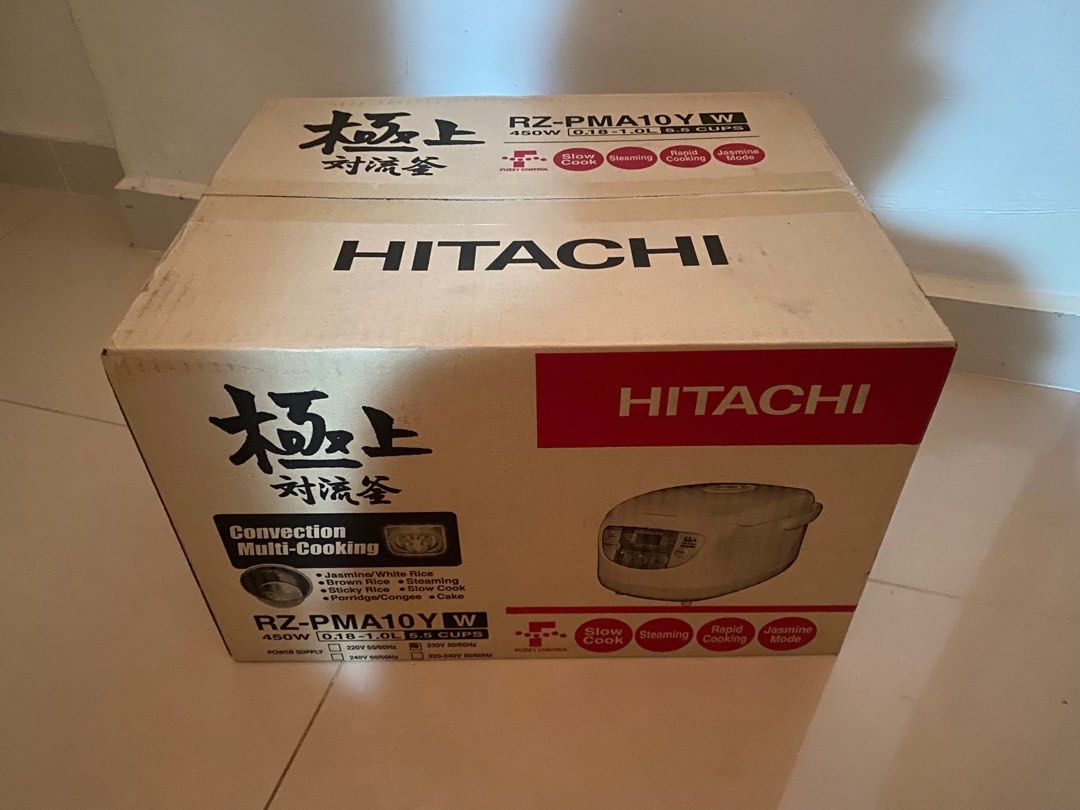 極上
対流釜
RZ-PMA10Y W
450W 0.18-1.0L 5.5 CUPS
FUZZY CONTROL
Slow Cook
Steaming
Rapid Cooking
Jasmine Mode
HITACHI
HITACHI
極上
対流釜
Convection
Multi-Cooking
• Jasmine/White Rice
• Brown Rice • Steaming
• Sticky Rice • Slow Cook
• Porridge/Congee • Cake
RZ-PMA10Y W
450W 0.18-1.0L 5.5 CUPS
POWER SUPPLY
220V 50/60Hz
230V 50/60Hz
240V 50/60Hz
220-240V 50/60Hz
極上
FUZZY CONTROL
Slow Cook
Steaming
Rapid Cooking
Jasmine Mode